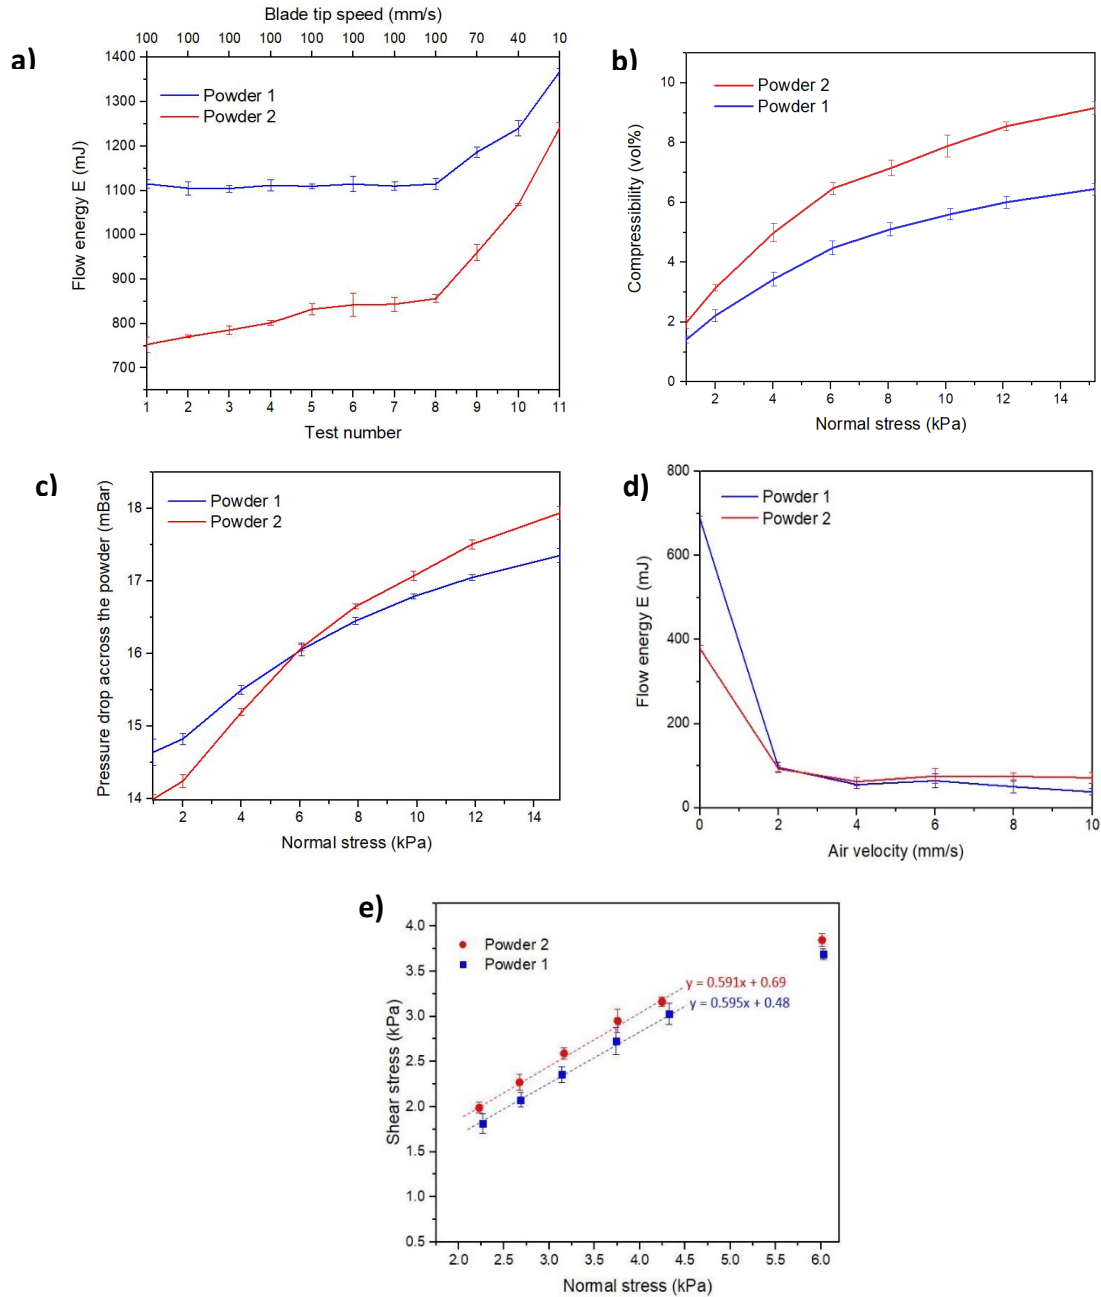 a)
Blade tip speed (mm/s)
100 100 100 100 100 100 100 100 70 40 10
Flow energy E (mJ)
1400
1300
1200
1100
1000
900
800
700
Powder 1
Powder 2
1 2 3 4 5 6 7 8 9 10 11
Test number
b)
Compressibility (vol%)
10
8
6
4
2
0
Powder 2
Powder 1
2 4 6 8 10 12 14
Normal stress (kPa)
c)
Pressure drop accross the powder (mBar)
18
17
16
15
14
Powder 1
Powder 2
2 4 6 8 10 12 14
Normal stress (kPa)
d)
Flow energy E (mJ)
800
600
400
200
0
Powder 1
Powder 2
0 2 4 6 8 10
Air velocity (mm/s)
e)
Shear stress (kPa)
4.0
3.5
3.0
2.5
2.0
1.5
1.0
0.5
Powder 2
Powder 1
y = 0.591x + 0.69
y = 0.595x + 0.48
2.0 2.5 3.0 3.5 4.0 4.5 5.0 5.5 6.0
Normal stress (kPa)